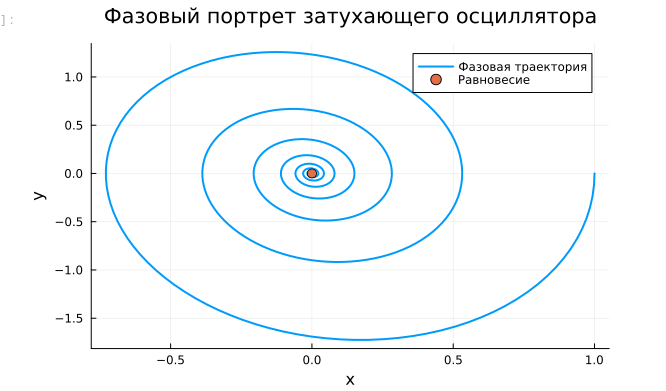 ]:
Фазовый портрет затухающего осциллятора
Фазовая траектория
Равновесие
1.0
0.5
0.0
−0.5
−1.0
−1.5
y
−0.5
0.0
0.5
1.0
x